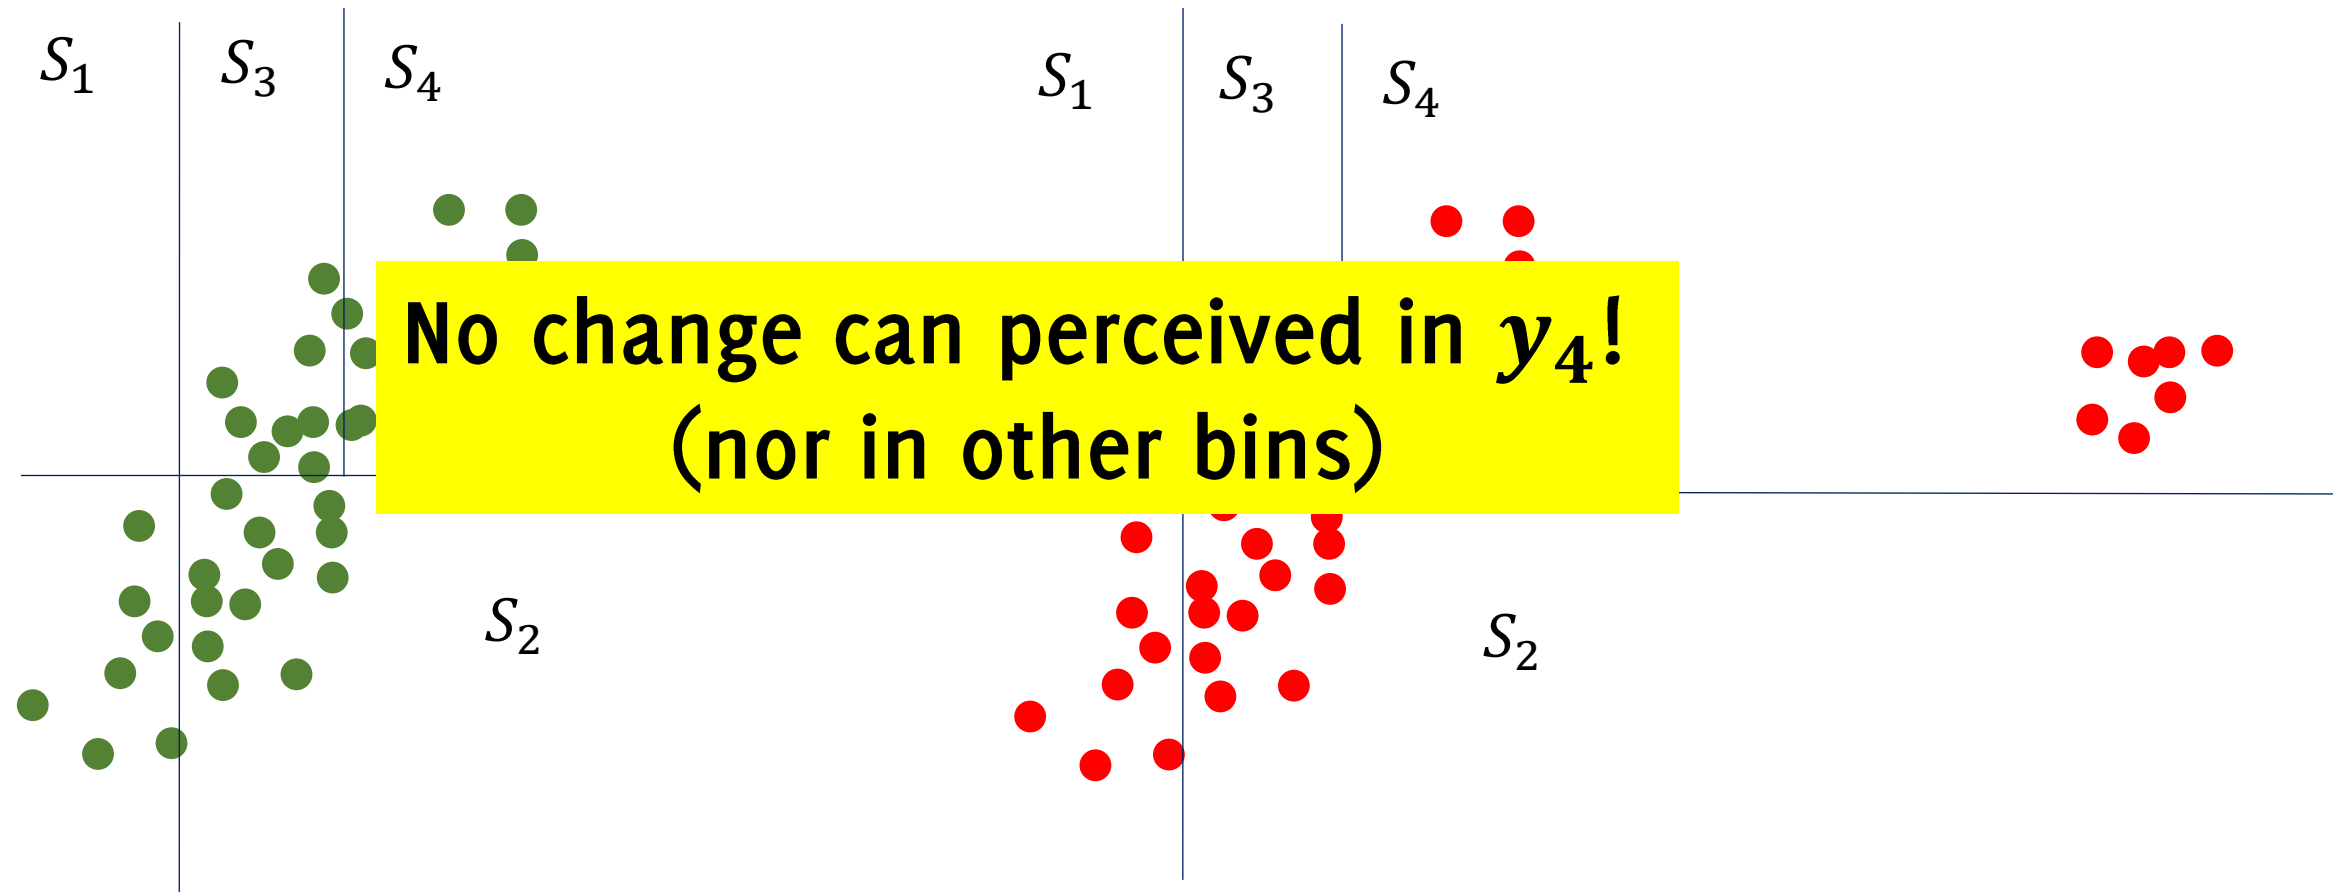 S₁ S₃ S₄ S₁ S₃ S₄
No change can perceived in y₄!
(nor in other bins)
S₂ S₂